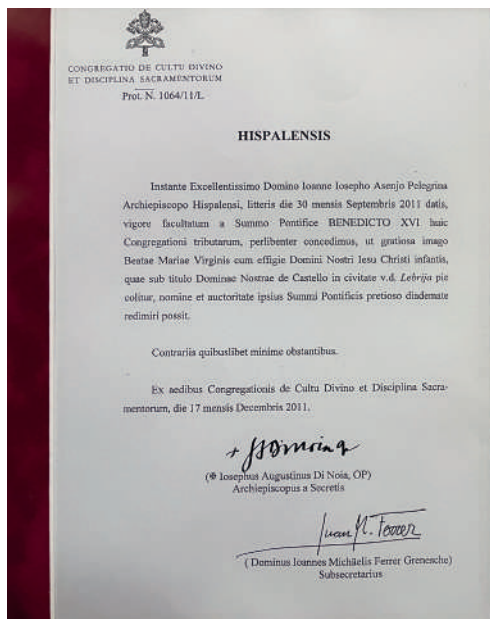 CONGREGATIO DE CULTU DIVINO
ET DISCIPLINA SACRAMENTORUM
Prot. N. 1064/11/L
HISPALENSIS
Instante Excellentissimo Domino Ioanne Iosepho Asenjo Pelegrina
Archiepiscopo Hispalensi, litteris die 30 mensis Septembris 2011 datis,
vigore facultatum a Summo Pontifice BENEDICTO XVI huic
Congregationi tributarum, perlibenter concedimus, ut gratiosa imago
Beatae Mariae Virginis cum effigie Domini Nostri Iesu Christi infantis,
quae sub titulo Dominae Nostrae de Castello in civitate v.d. Lebrija pie
colitur, nomine et auctoritate ipsius Summi Pontificis pretioso diademate
redimiri possit.
Contrariis quibuslibet minime obstantibus.
Ex aedibus Congregationis de Cultu Divino et Disciplina Sacra-
mentorum, die 17 mensis Decembris 2011.
+ JADiNoia
(✠ Iosephus Augustinus Di Noia, OP)
Archiepiscopus a Secretis
Juan M. Ferrer
( Dominus Ioannes Michäelis Ferrer Grenesche)
Subsecretarius